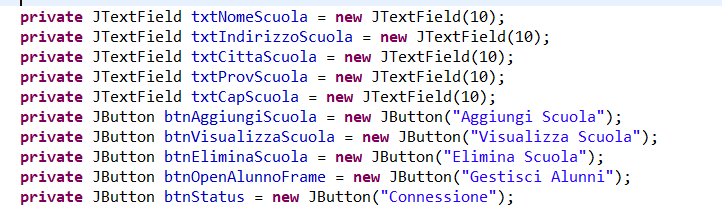 private JTextField txtNomeScuola = new JTextField(10);
private JTextField txtIndirizzoScuola = new JTextField(10);
private JTextField txtCittaScuola = new JTextField(10);
private JTextField txtProvScuola = new JTextField(10);
private JTextField txtCapScuola = new JTextField(10);
private JButton btnAggiungiScuola = new JButton("Aggiungi Scuola");
private JButton btnVisualizzaScuola = new JButton("Visualizza Scuola");
private JButton btnEliminaScuola = new JButton("Elimina Scuola");
private JButton btnOpenAlunnoFrame = new JButton("Gestisci Alunni");
private JButton btnStatus = new JButton("Connessione");